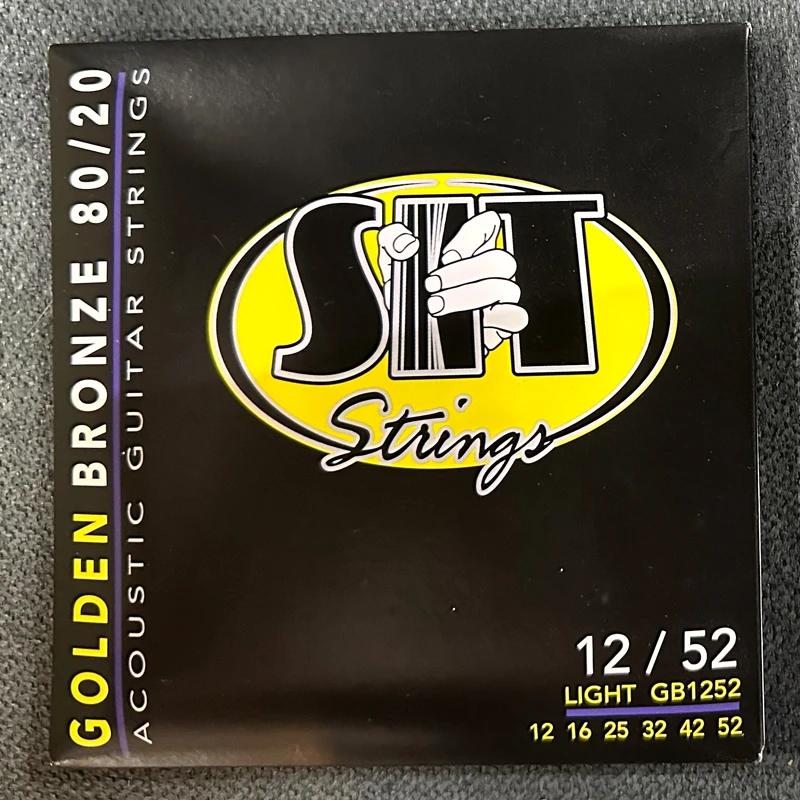 GOLDEN BRONZE 80/20
ACOUSTIC GUITAR STRINGS
SIT
Strings
12 / 52
LIGHT GB1252
12 16 25 32 42 52